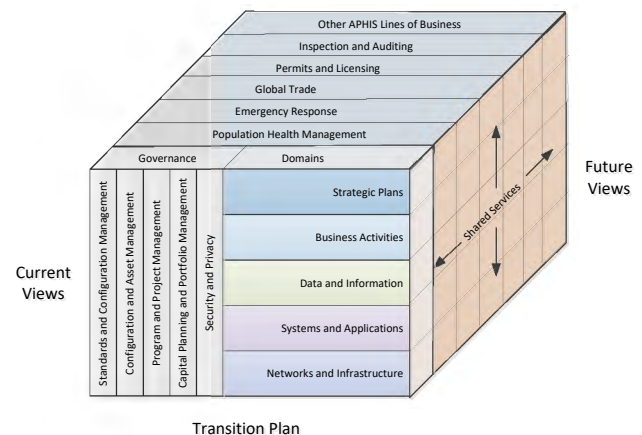 Other APHIS Lines of Business
Inspection and Auditing
Permits and Licensing
Global Trade
Emergency Response
Population Health Management
Governance
Domains
Standards and Configuration Management
Configuration and Asset Management
Program and Project Management
Capital Planning and Portfolio Management
Security and Privacy
Strategic Plans
Business Activities
Data and Information
Systems and Applications
Networks and Infrastructure
Shared Services
Current
Views
Future
Views
Transition Plan